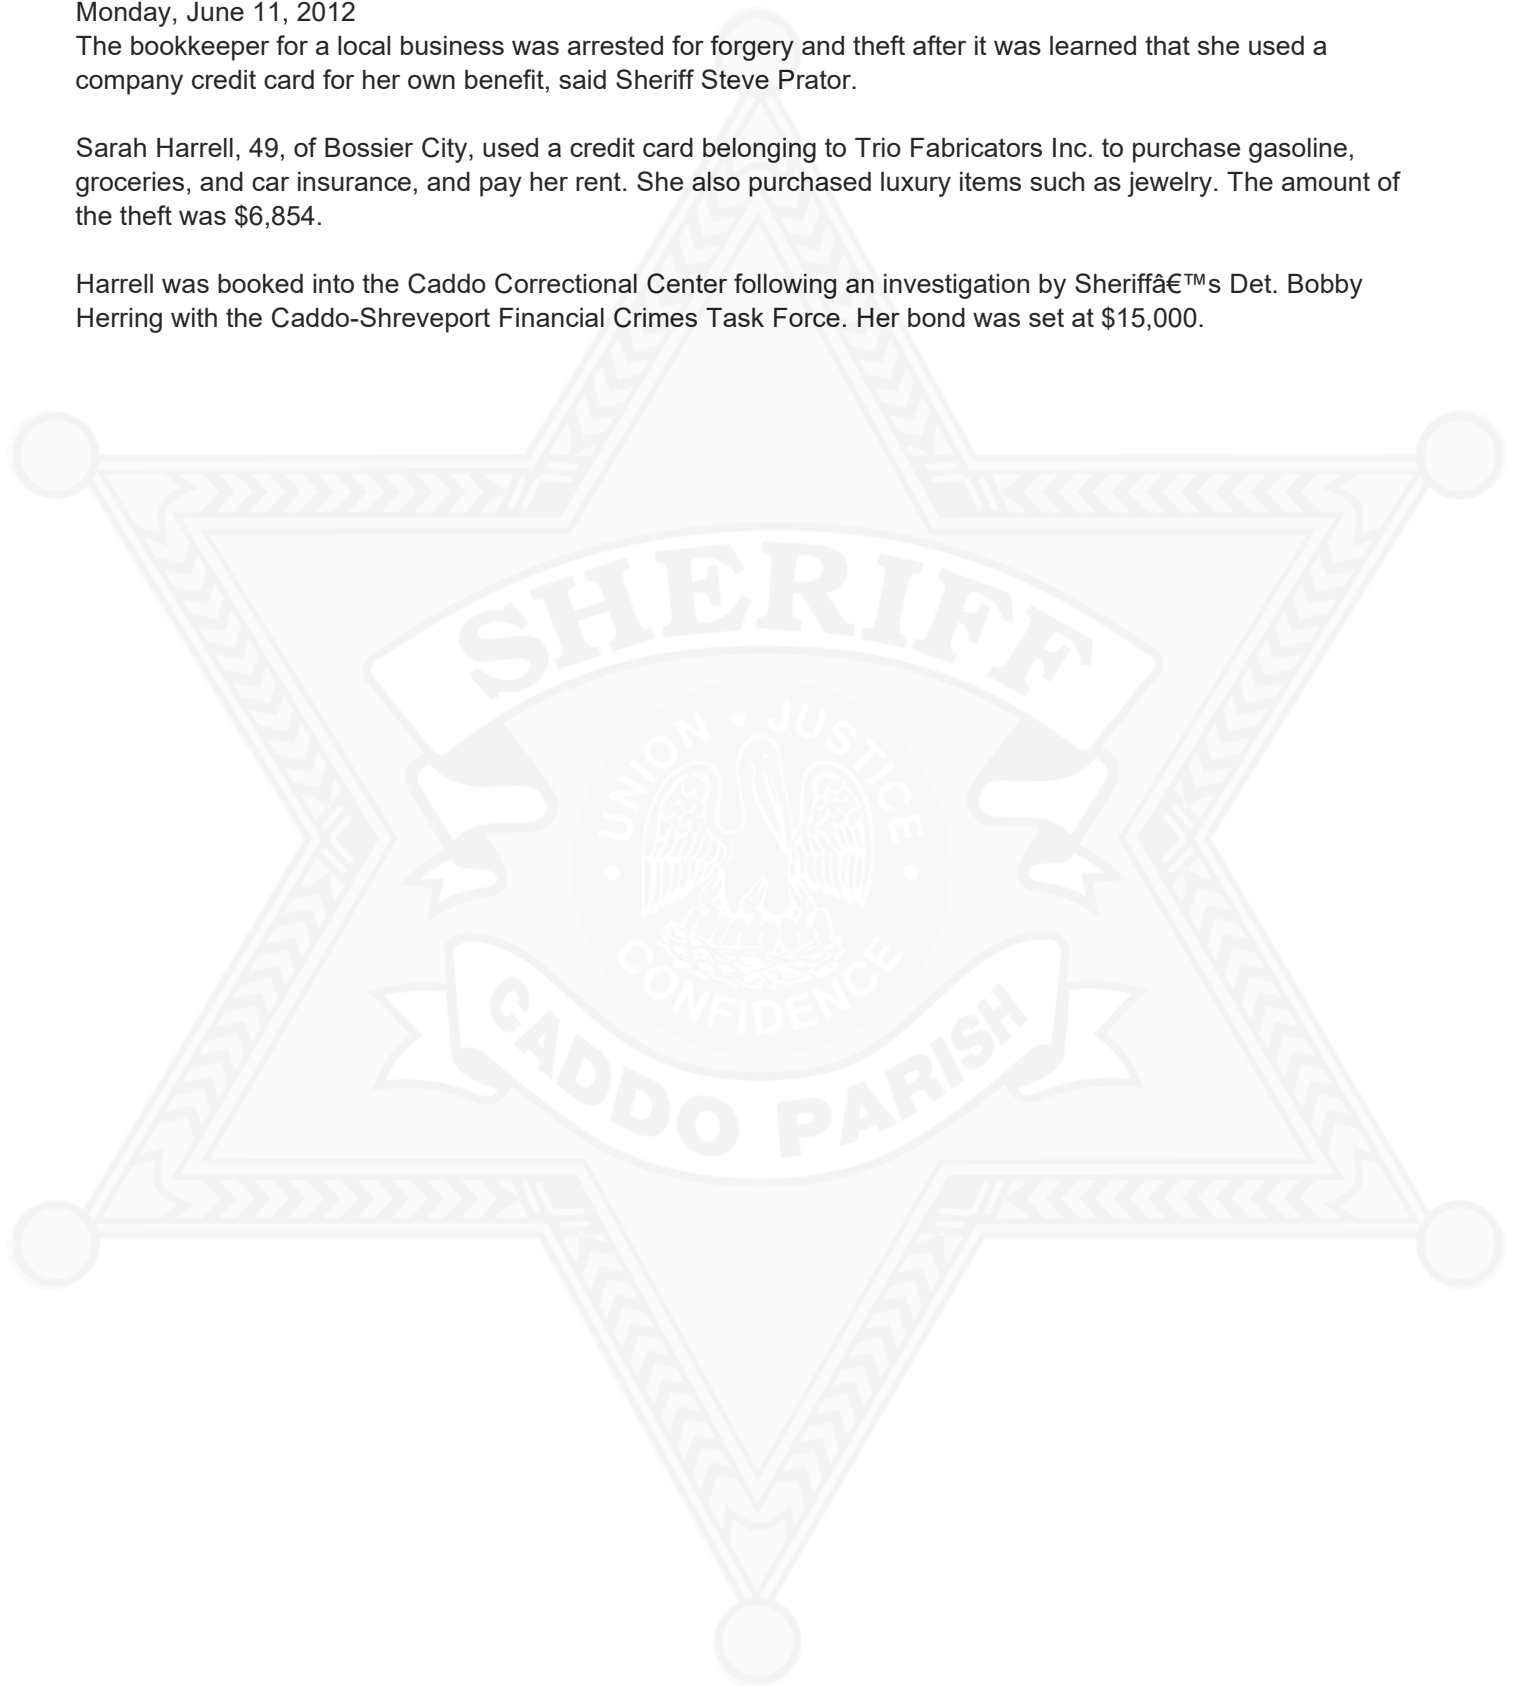 Monday, June 11, 2012
The bookkeeper for a local business was arrested for forgery and theft after it was learned that she used a
company credit card for her own benefit, said Sheriff Steve Prator.
Sarah Harrell, 49, of Bossier City, used a credit card belonging to Trio Fabricators Inc. to purchase gasoline,
groceries, and car insurance, and pay her rent. She also purchased luxury items such as jewelry. The amount of
the theft was $6,854.
Harrell was booked into the Caddo Correctional Center following an investigation by Sheriffâ€™s Det. Bobby
Herring with the Caddo-Shreveport Financial Crimes Task Force. Her bond was set at $15,000.
SHERIFF
UNION • JUSTICE
• CONFIDENCE •
CADDO PARISH